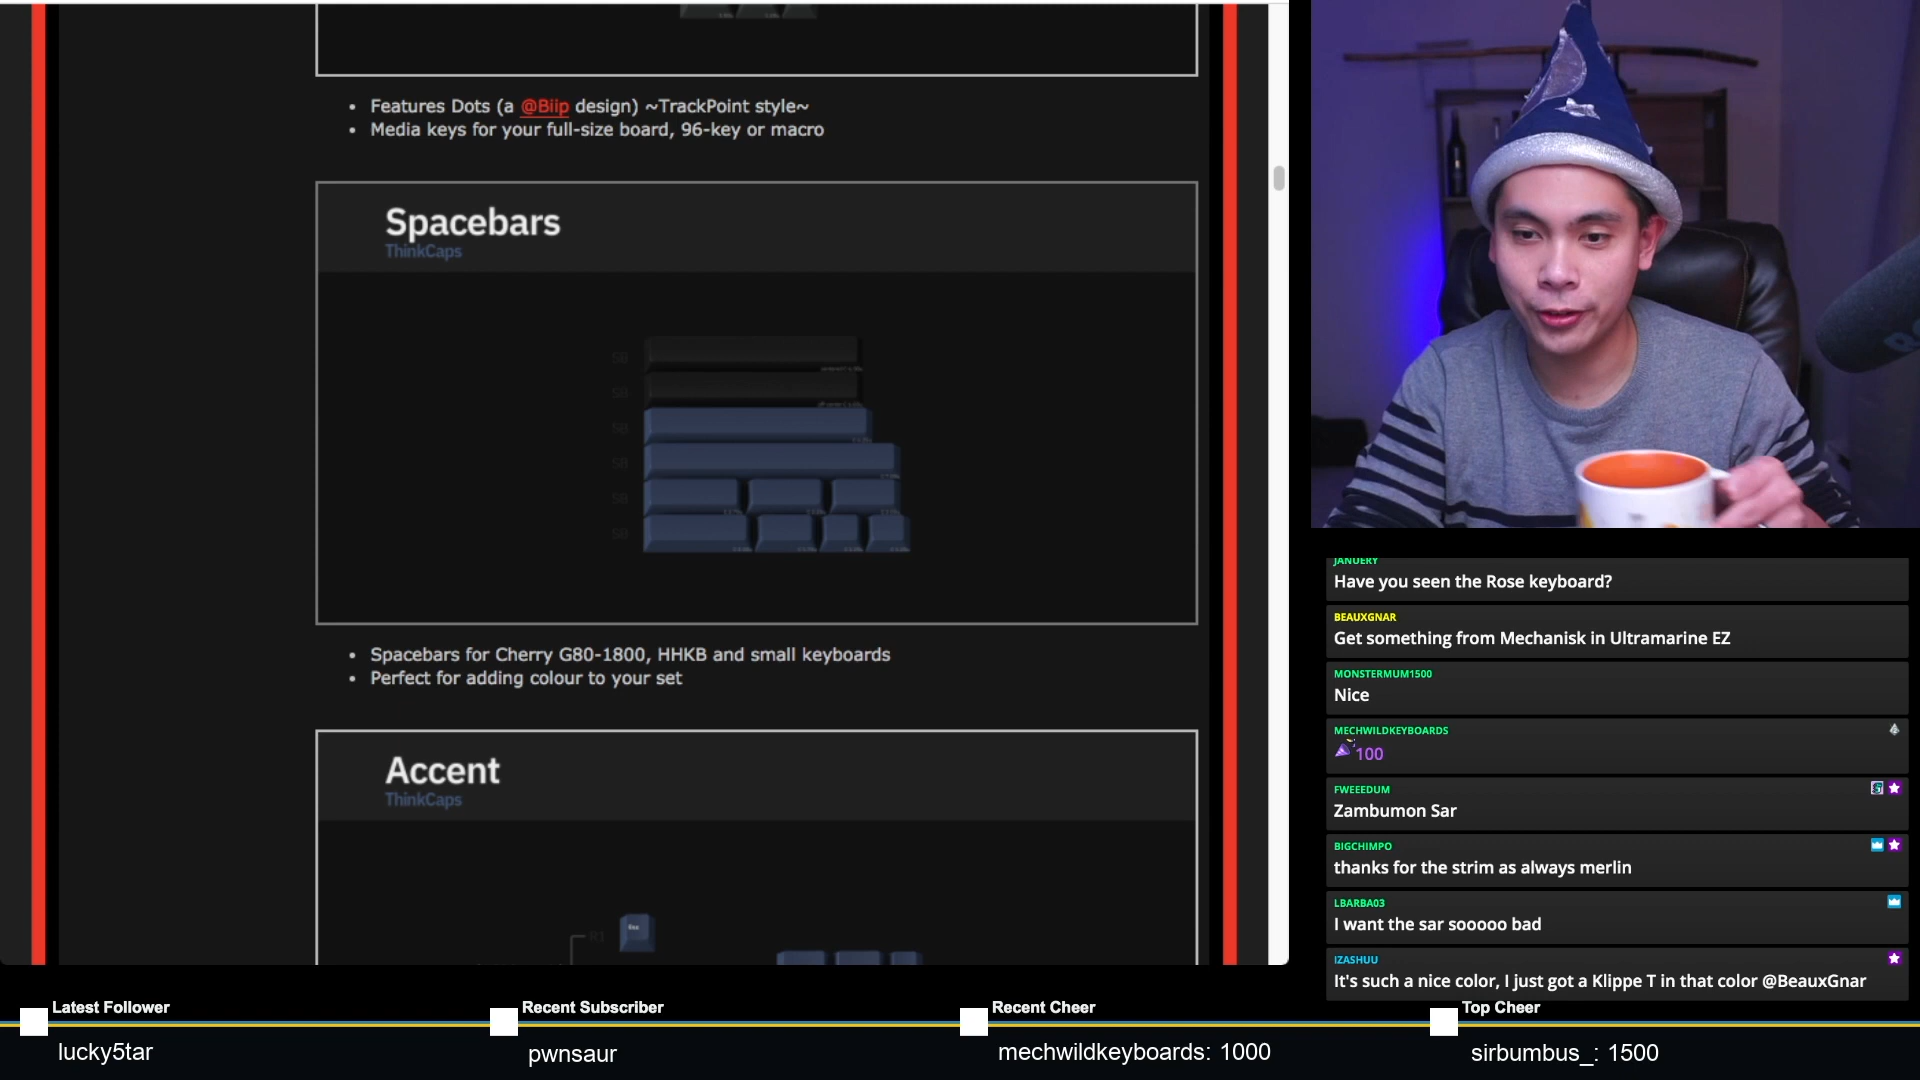 Features Dots (a @Biip design) ~TrackPoint style~
Media keys for your full-size board, 96-key or macro
Spacebars
ThinkCaps
Spacebars for Cherry G80-1800, HHKB and small keyboards
Perfect for adding colour to your set
Accent
ThinkCaps
Esc
R1
JANUERY
Have you seen the Rose keyboard?
BEAUXGNAR
Get something from Mechanisk in Ultramarine EZ
MONSTERMUM1500
Nice
MECHWILDKEYBOARDS
100
FWEEEDUM
Zambumon Sar
BIGCHIMPO
thanks for the strim as always merlin
LBARBA03
I want the sar sooooo bad
IZASHUU
It's such a nice color, I just got a Klippe T in that color @BeauxGnar
Latest Follower
lucky5tar
Recent Subscriber
pwnsaur
Recent Cheer
mechwildkeyboards: 1000
Top Cheer
sirbumbus_: 1500